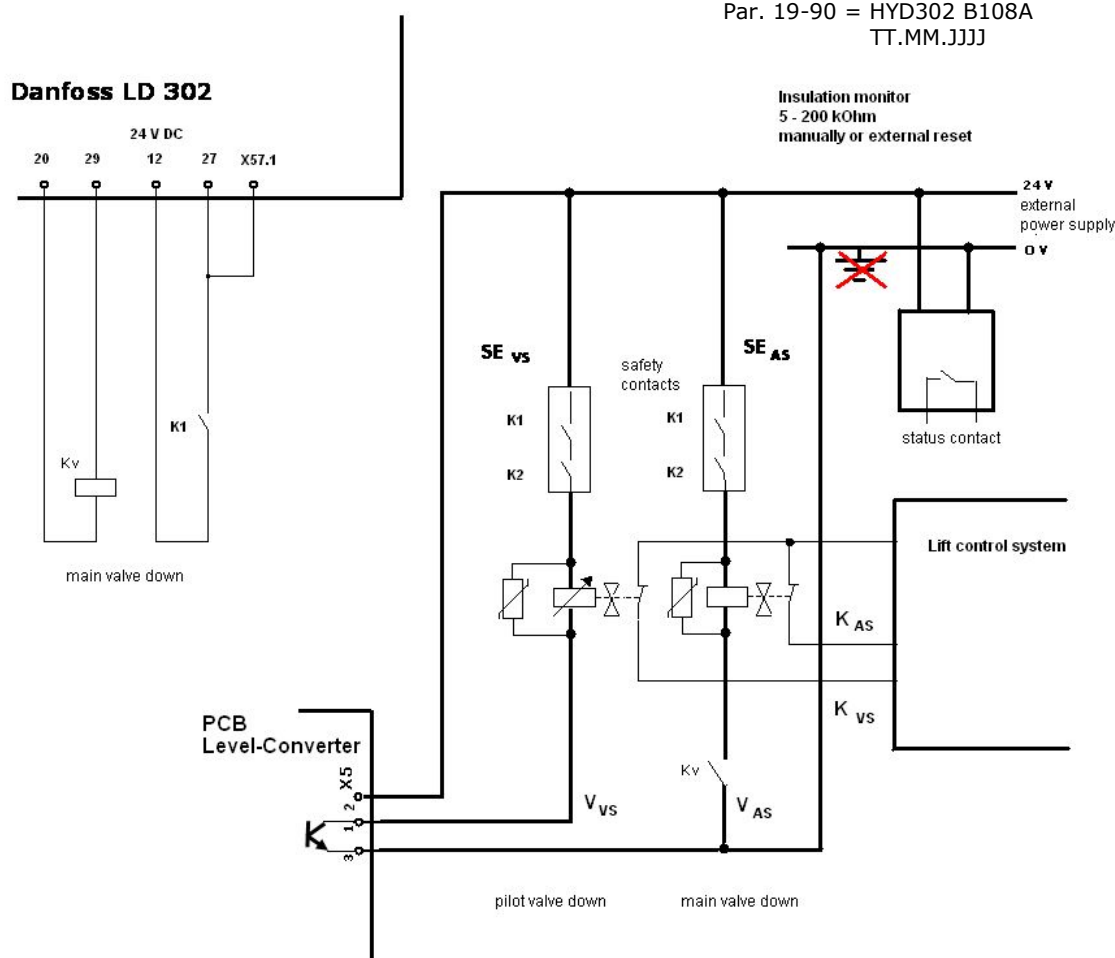 Par. 19-90 = HYD302 B108A
TT.MM.JJJJ
Danfoss LD 302
Insulation monitor
5 - 200 kOhm
manually or external reset
24 V DC
20 29 12 27 X57.1
24 V
external
power supply
0 V
SE VS
safety
contacts
SE AS
K1
K1
K1
K2
K2
status contact
Kv
main valve down
Lift control system
K AS
K VS
PCB
Level-Converter
X5
2
1
3
Kv
V VS
V AS
pilot valve down
main valve down